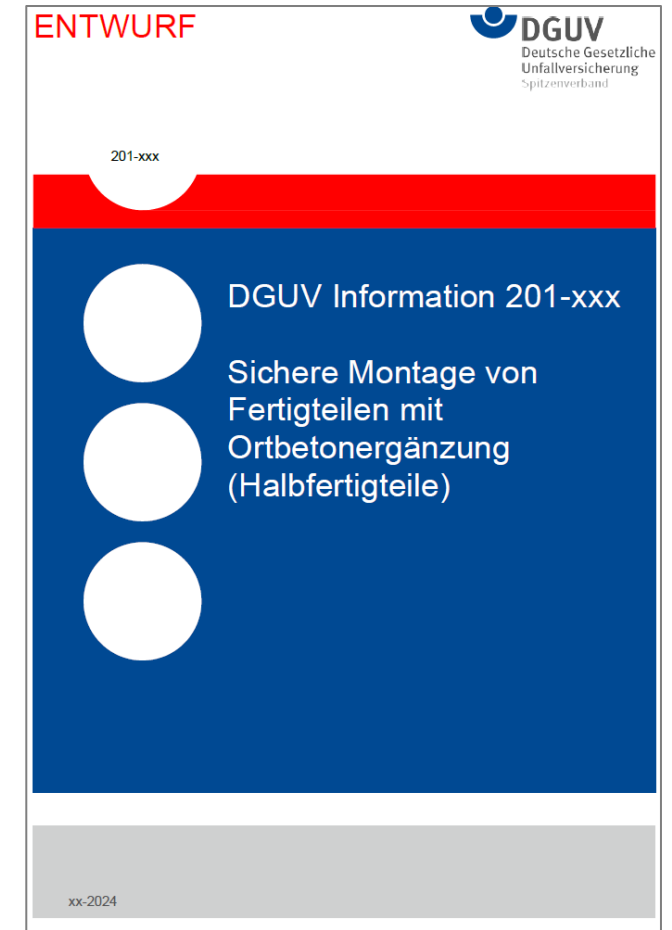 ENTWURF
DGUV
Deutsche Gesetzliche
Unfallversicherung
Spitzenverband
201-xxx
DGUV Information 201-xxx
Sichere Montage von
Fertigteilen mit
Ortbetonergänzung
(Halbfertigteile)
xx-2024